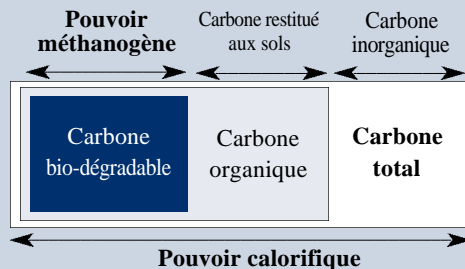 Pouvoir
méthanogène
Carbone restitué
aux sols
Carbone
inorganique
Carbone
bio-dégradable
Carbone
organique
Carbone
total
Pouvoir calorifique